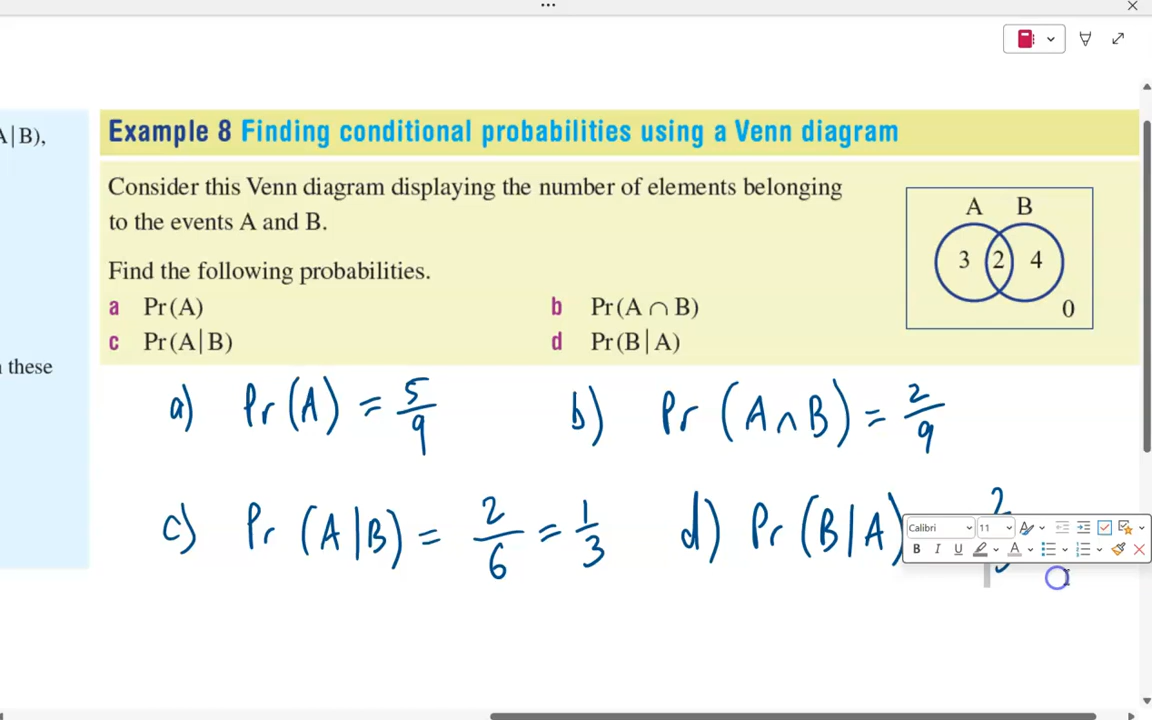 A|B),
these
Example 8 Finding conditional probabilities using a Venn diagram
Consider this Venn diagram displaying the number of elements belonging
to the events A and B.
Find the following probabilities.
a Pr(A)
b Pr(A ∩ B)
c Pr(A|B)
d Pr(B|A)
A B
3 2 4
0
a) Pr(A) = 5/9
b) Pr(A∩B) = 2/9
c) Pr(A|B) = 2/6 = 1/3
d) Pr(B|A) 2
Calibri 11
B I U A